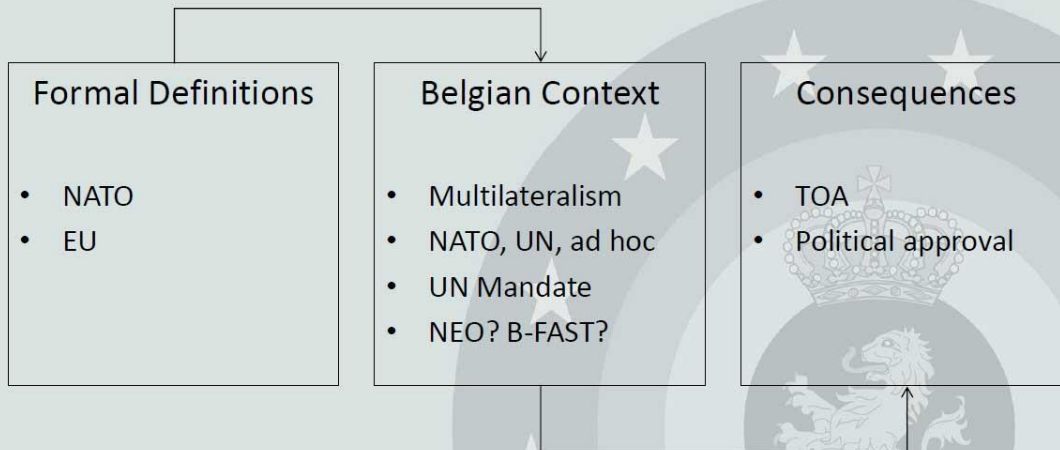 Formal Definitions
• NATO
• EU
Belgian Context
• Multilateralism
• NATO, UN, ad hoc
• UN Mandate
• NEO? B-FAST?
Consequences
• TOA
• Political approval